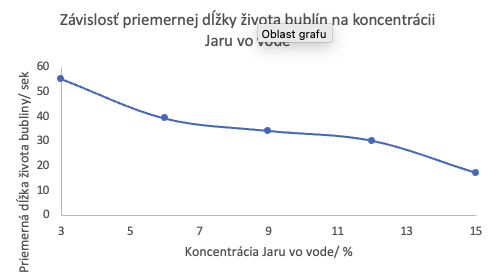 Závislosť priemernej dĺžky života bublín na koncentrácii
Jaru vo vode
Oblast grafu
Priemerná dĺžka života bubliny/ sek
60
50
40
30
20
10
0
3 5 7 9 11 13 15
Koncentrácia Jaru vo vode/ %